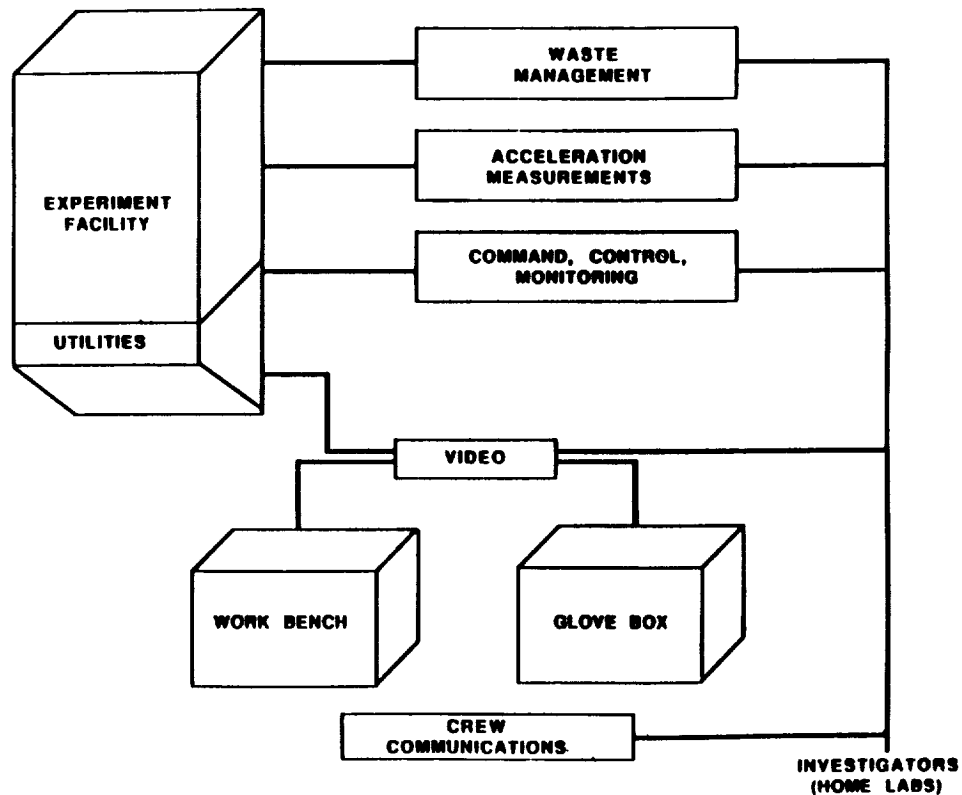 WASTE
MANAGEMENT
ACCELERATION
MEASUREMENTS
EXPERIMENT
FACILITY
COMMAND, CONTROL,
MONITORING
UTILITIES
VIDEO
WORK BENCH
GLOVE BOX
CREW
COMMUNICATIONS
INVESTIGATORS
(HOME LABS)